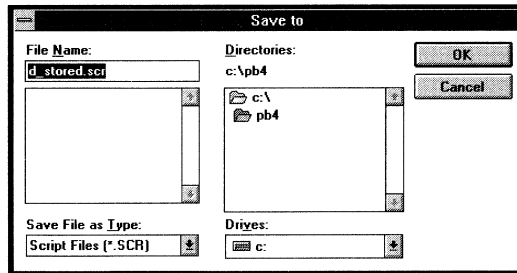 Save to
File Name:
d_stored.scr
Directories:
c:\pb4
c:\
pb4
OK
Cancel
Save File as Type:
Script Files (*.SCR)
Drives:
c: